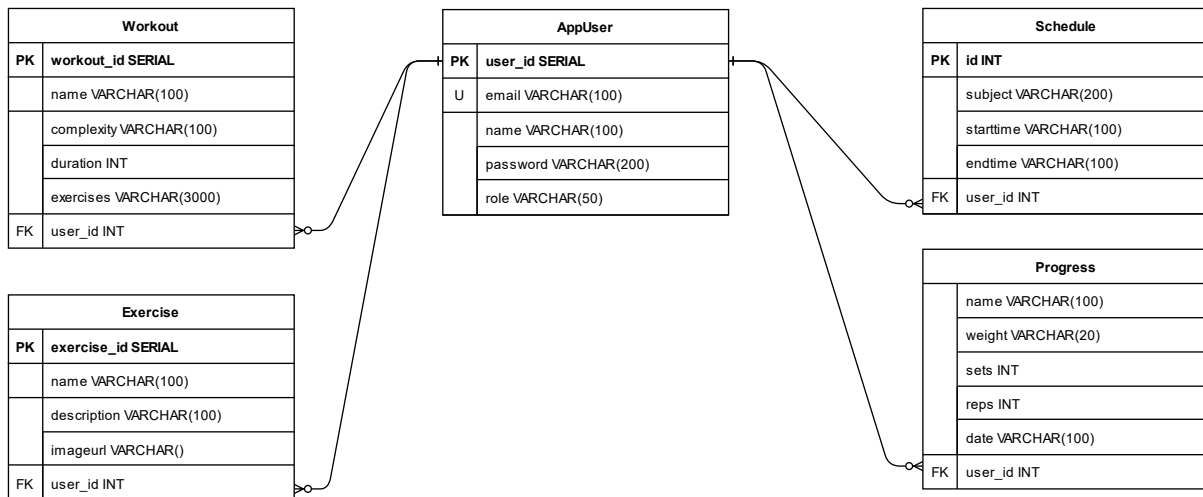 Workout
PK workout_id SERIAL
name VARCHAR(100)
complexity VARCHAR(100)
duration INT
exercises VARCHAR(3000)
FK user_id INT
Exercise
PK exercise_id SERIAL
name VARCHAR(100)
description VARCHAR(100)
imageurl VARCHAR()
FK user_id INT
AppUser
PK user_id SERIAL
U email VARCHAR(100)
name VARCHAR(100)
password VARCHAR(200)
role VARCHAR(50)
Schedule
PK id INT
subject VARCHAR(200)
starttime VARCHAR(100)
endtime VARCHAR(100)
FK user_id INT
Progress
name VARCHAR(100)
weight VARCHAR(20)
sets INT
reps INT
date VARCHAR(100)
FK user_id INT